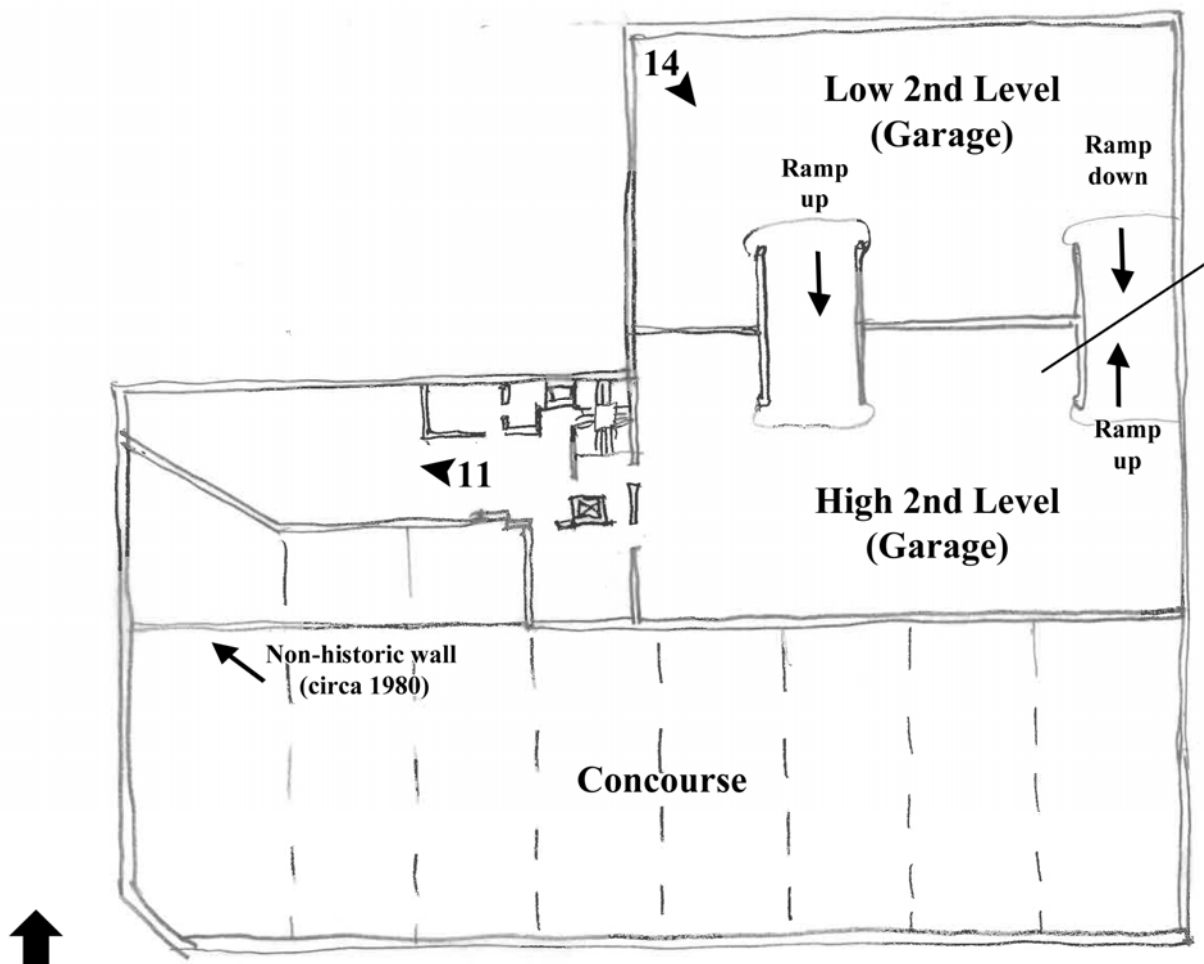 14
Low 2nd Level
(Garage)
Ramp
up
Ramp
down
11
Ramp
up
High 2nd Level
(Garage)
Non-historic wall
(circa 1980)
Concourse